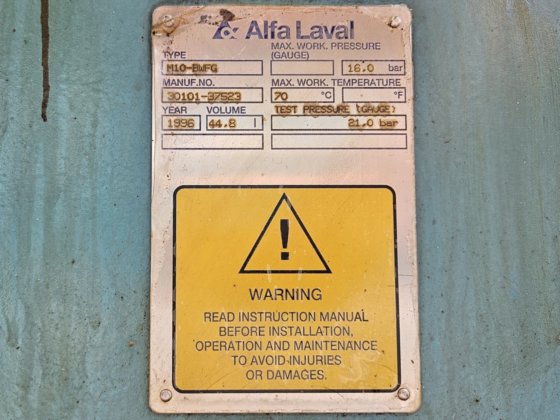 Alfa Laval
TYPE
MAX. WORK. PRESSURE
(GAUGE)
M10-BWFG
16.0 bar
MANUF.NO.
MAX. WORK. TEMPERATURE
30101-37523
70 °C °F
YEAR VOLUME
TEST PRESSURE (GAUGE)
1996 44.8 l
21.0 bar
WARNING
READ INSTRUCTION MANUAL
BEFORE INSTALLATION,
OPERATION AND MAINTENANCE
TO AVOID INJURIES
OR DAMAGES.